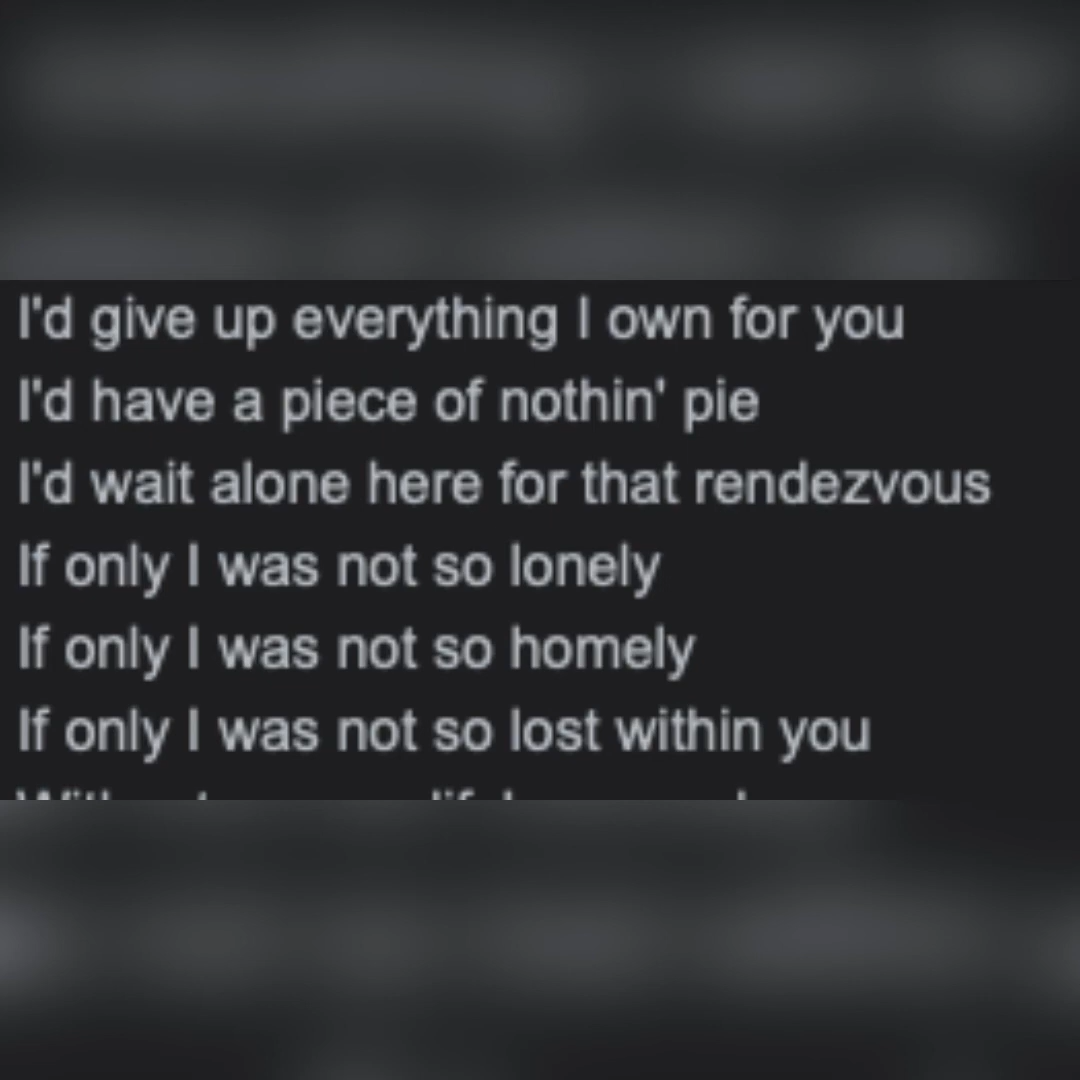 I'd give up everything I own for you
I'd have a piece of nothin' pie
I'd wait alone here for that rendezvous
If only I was not so lonely
If only I was not so homely
If only I was not so lost within you